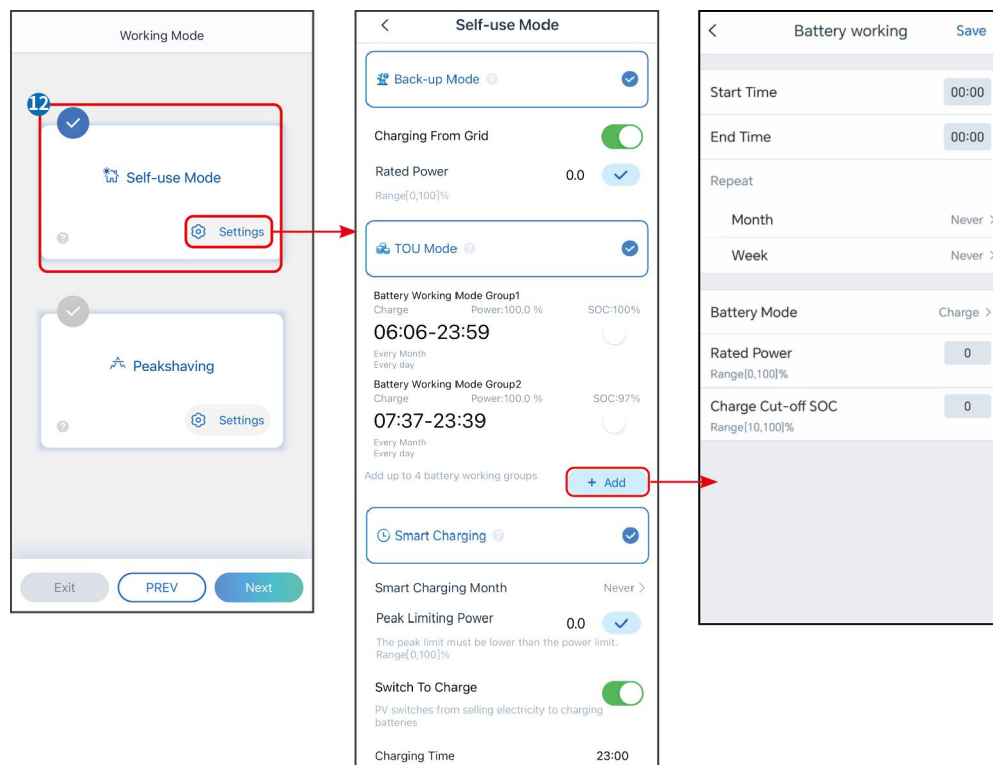 Working Mode
12
Self-use Mode
?
Settings
Peakshaving
?
Settings
Exit
PREV
Next
<
Self-use Mode
Back-up Mode ?
Charging From Grid
Rated Power 0.0
Range[0,100]%
TOU Mode ?
Battery Working Mode Group1
Charge Power:100.0 % SOC:100%
06:06-23:59
Every Month
Every day
Battery Working Mode Group2
Charge Power:100.0 % SOC:97%
07:37-23:39
Every Month
Every day
Add up to 4 battery working groups
+ Add
Smart Charging ?
Smart Charging Month Never >
Peak Limiting Power 0.0
The peak limit must be lower than the power limit.
Range[0,100]%
Switch To Charge
PV switches from selling electricity to charging
batteries
Charging Time 23:00
< Battery working Save
Start Time 00:00
End Time 00:00
Repeat
Month Never >
Week Never >
Battery Mode Charge >
Rated Power 0
Range[0,100]%
Charge Cut-off SOC 0
Range[10,100]%